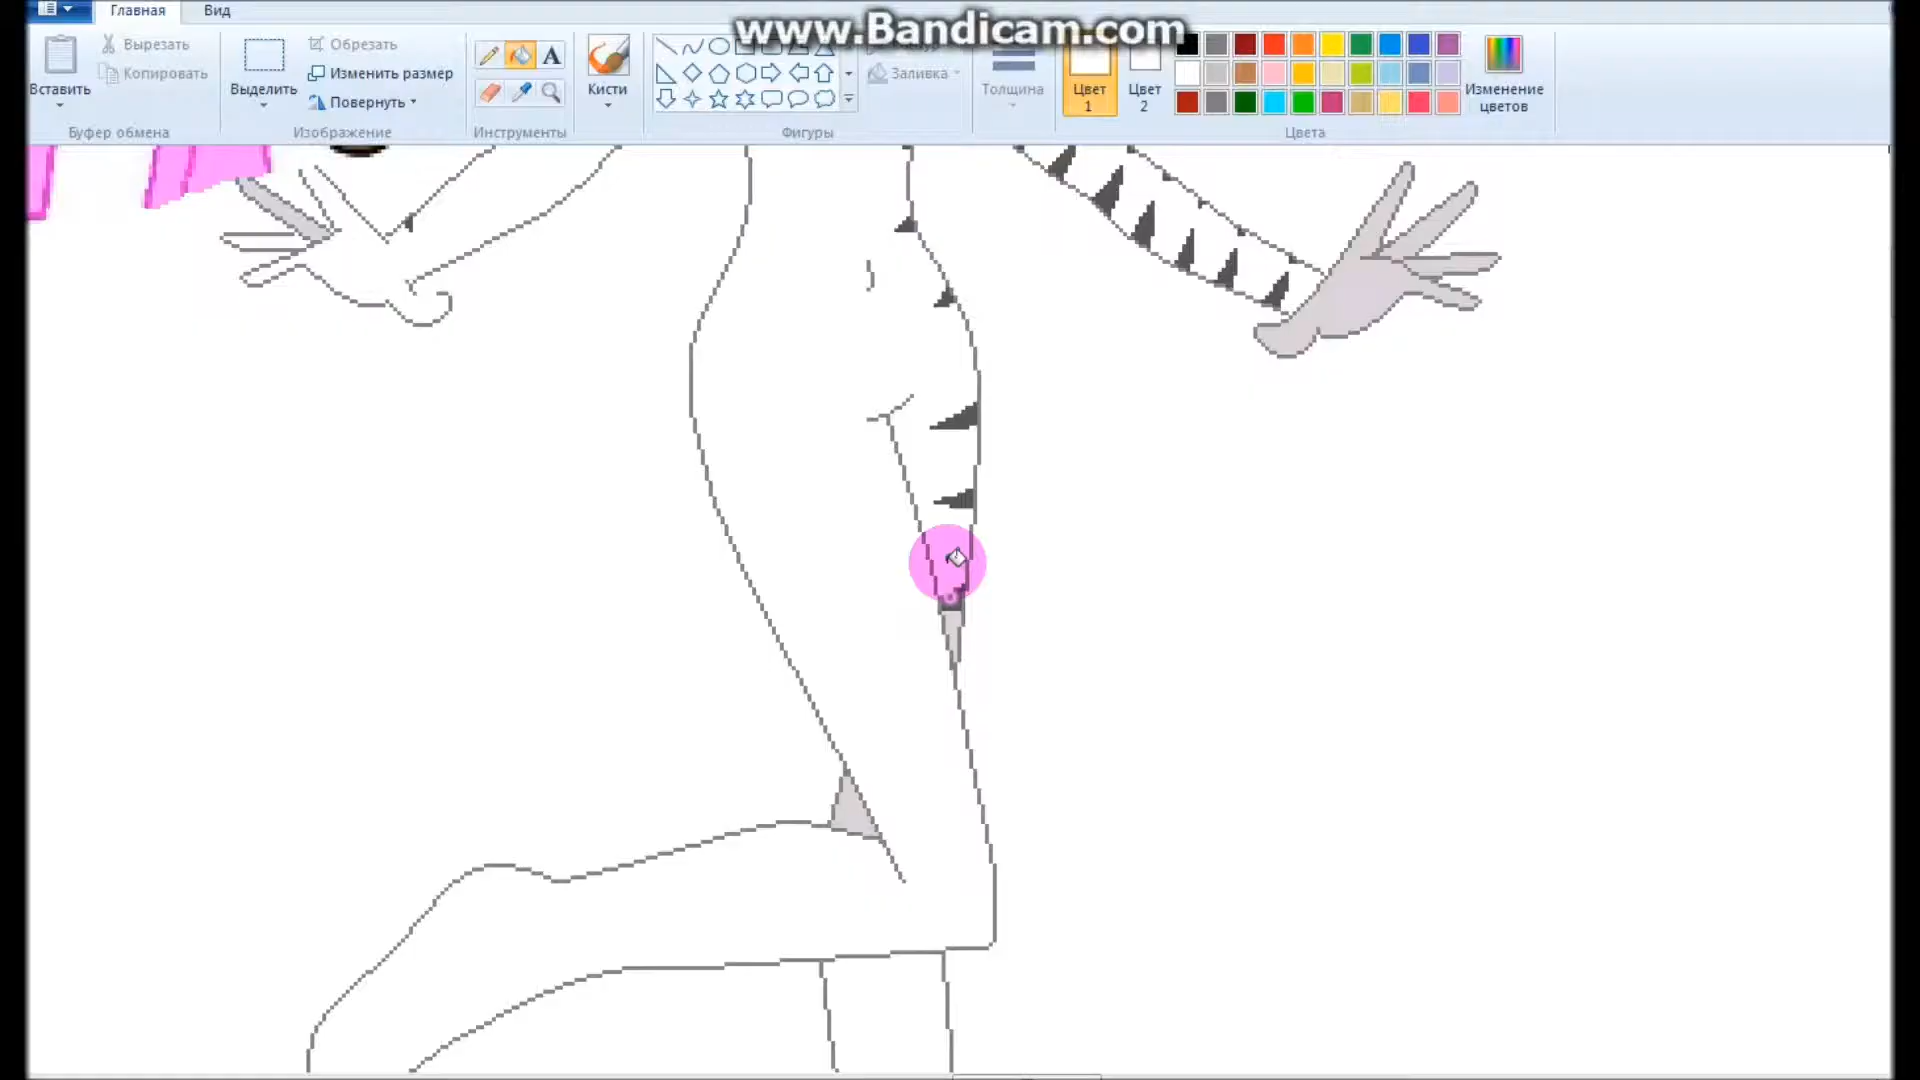 Главная Вид
www.Bandicam.com
Вставить
Вырезать
Копировать
Буфер обмена
Выделить
Обрезать
Изменить размер
Повернуть
Изображение
A
Инструменты
Кисти
Заливка
Фигуры
Толщина
Цвет
1
Цвет
2
Изменение
цветов
Цвета